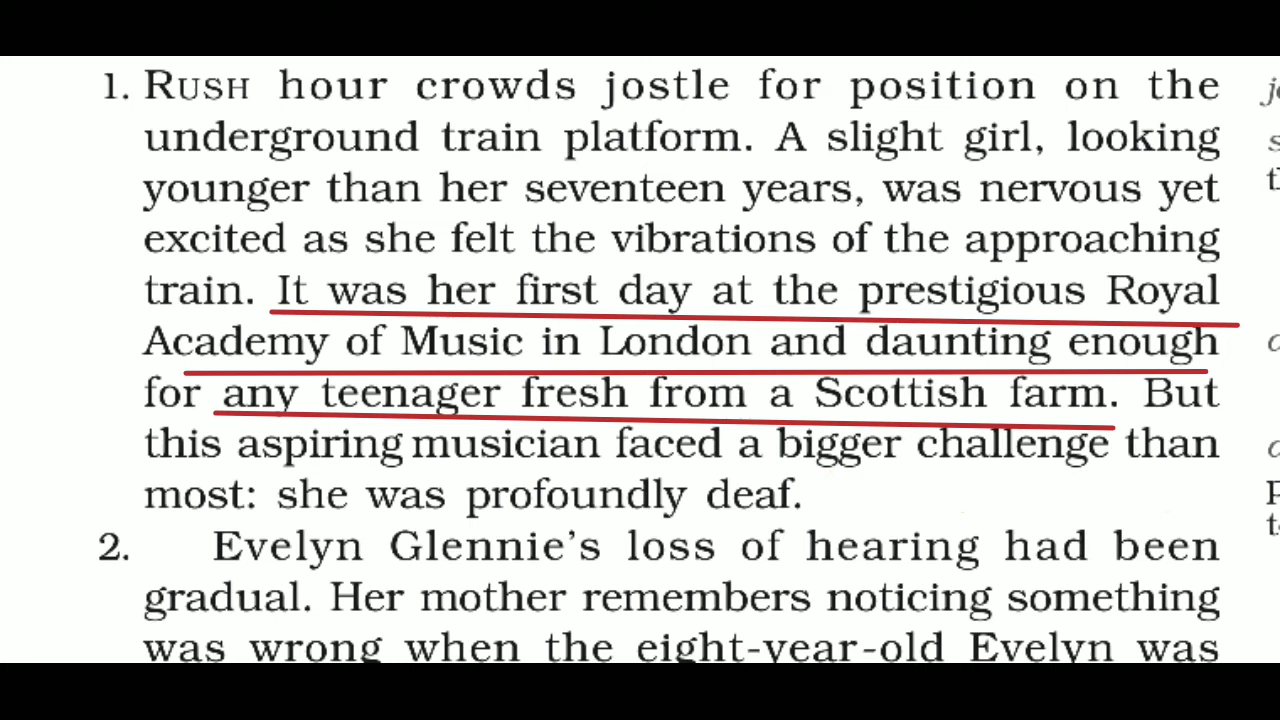 1. RUSH hour crowds jostle for position on the
underground train platform. A slight girl, looking
younger than her seventeen years, was nervous yet
excited as she felt the vibrations of the approaching
train. It was her first day at the prestigious Royal
Academy of Music in London and daunting enough
for any teenager fresh from a Scottish farm. But
this aspiring musician faced a bigger challenge than
most: she was profoundly deaf.
2. Evelyn Glennie’s loss of hearing had been
gradual. Her mother remembers noticing something
was wrong when the eight-year-old Evelyn was